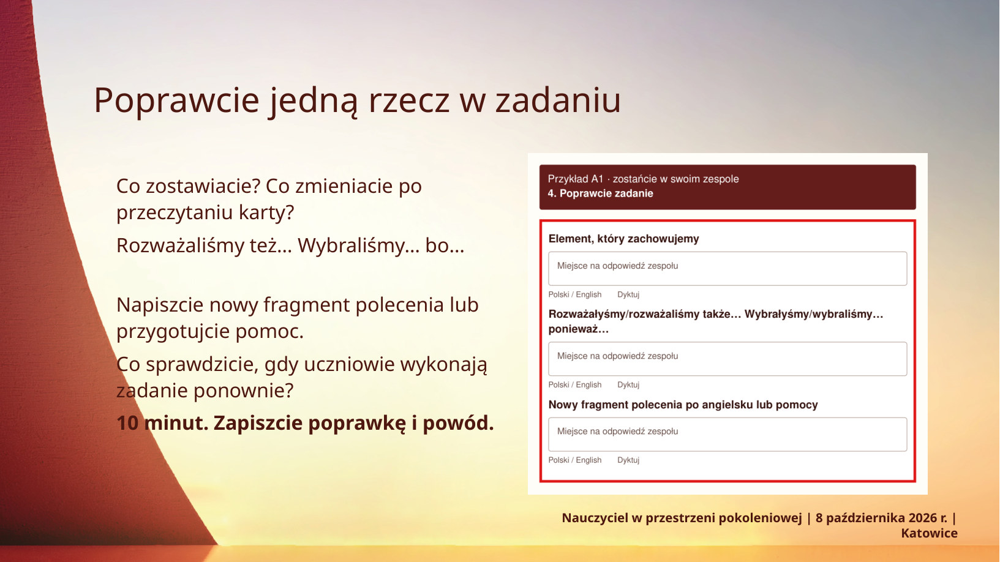 Poprawcie jedną rzecz w zadaniu
Co zostawiacie? Co zmieniacie po
przeczytaniu karty?
Rozważaliśmy też… Wybraliśmy… bo…
Napiszcie nowy fragment polecenia lub
przygotujcie pomoc.
Co sprawdzicie, gdy uczniowie wykonają
zadanie ponownie?
10 minut. Zapiszcie poprawkę i powód.
Przykład A1 · zostańcie w swoim zespole
4. Poprawcie zadanie
Element, który zachowujemy
Miejsce na odpowiedź zespołu
Polski / English Dyktuj
Rozważałyśmy/rozważaliśmy także… Wybrałyśmy/wybraliśmy…
ponieważ…
Miejsce na odpowiedź zespołu
Polski / English Dyktuj
Nowy fragment polecenia po angielsku lub pomocy
Miejsce na odpowiedź zespołu
Polski / English Dyktuj
Nauczyciel w przestrzeni pokoleniowej | 8 października 2026 r. |
Katowice